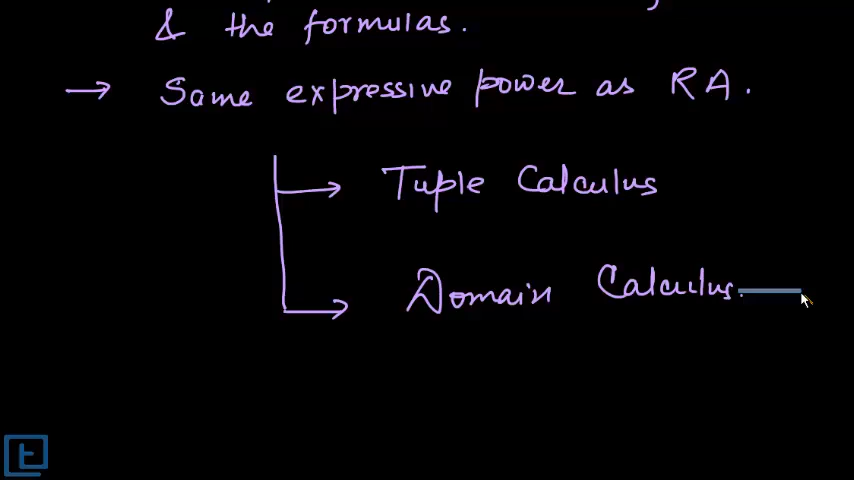 & the formulas.
→ Same expressive power as RA.
→ Tuple Calculus
→ Domain Calculus.